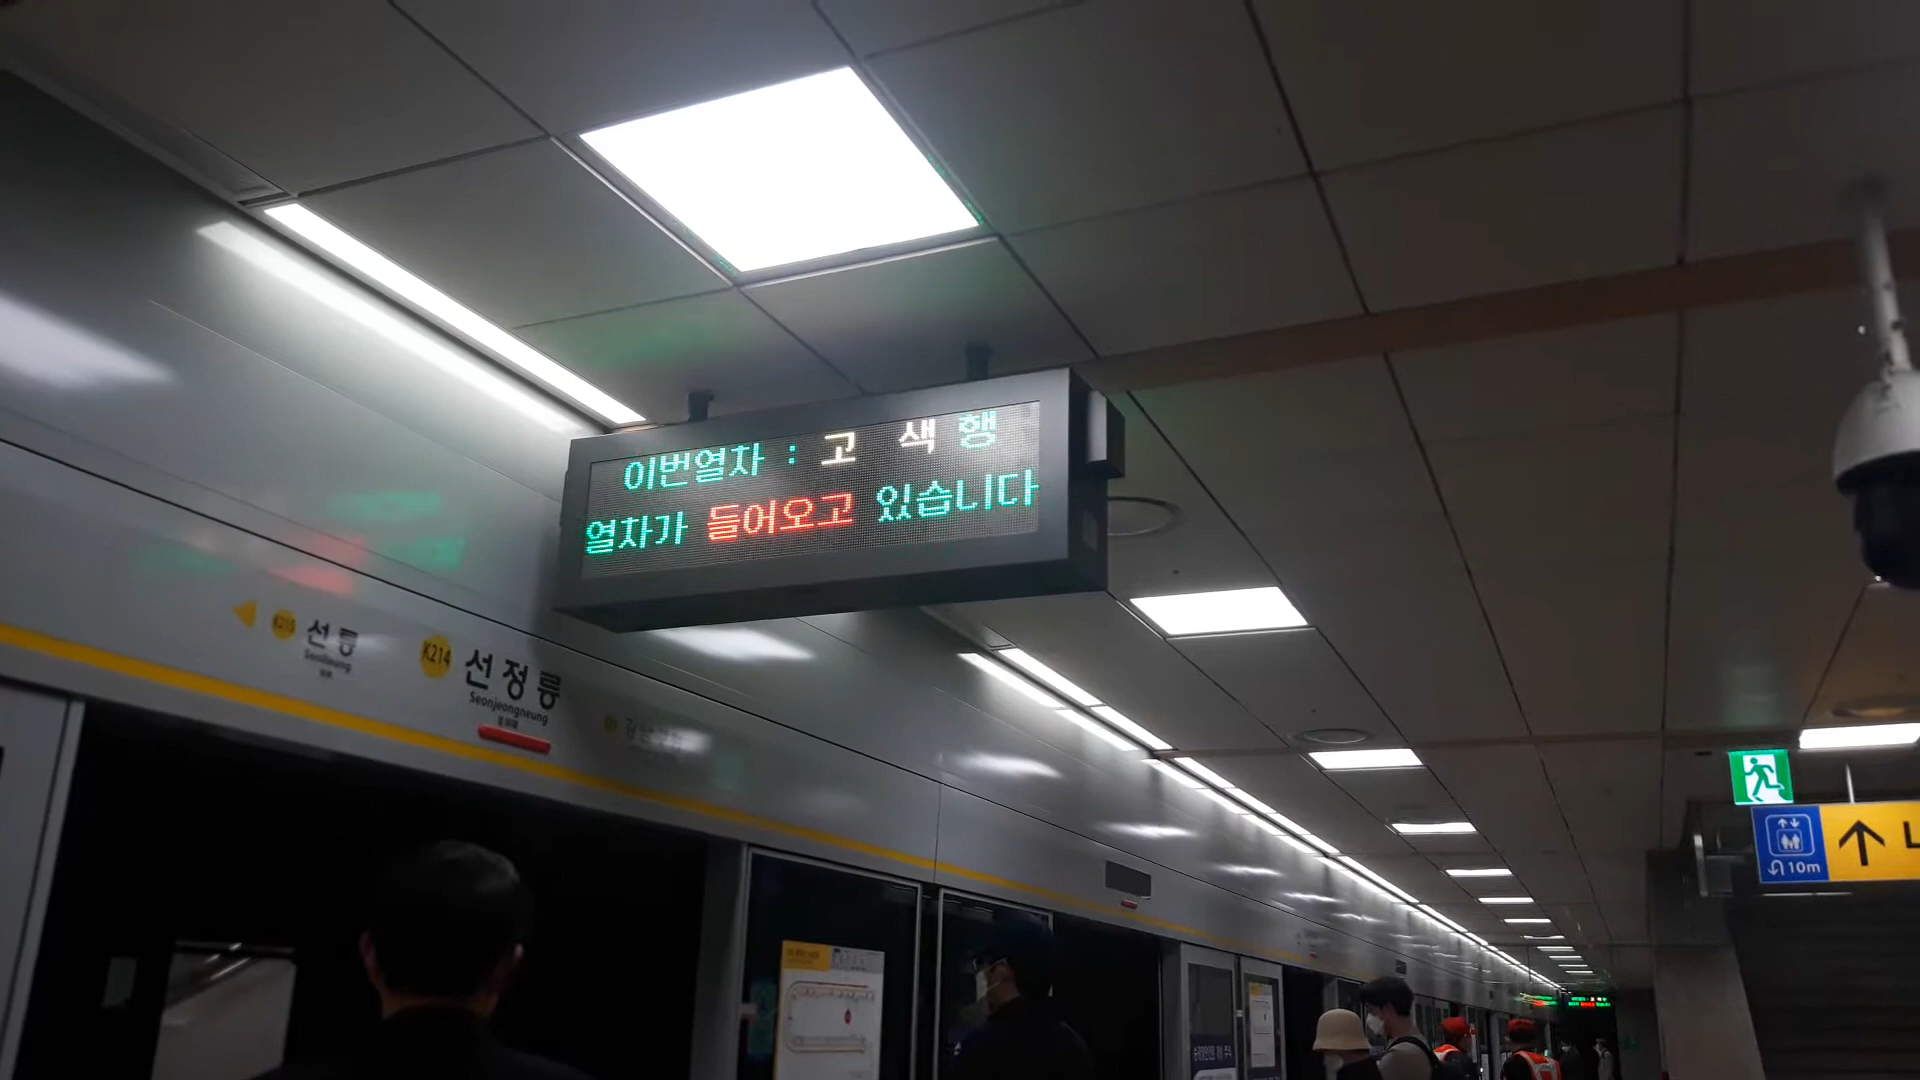 이번열차 : 고 색 행
열차가 들어오고 있습니다
K215 선릉
Seolleung
K214 선정릉
Seonjeongneung
10m